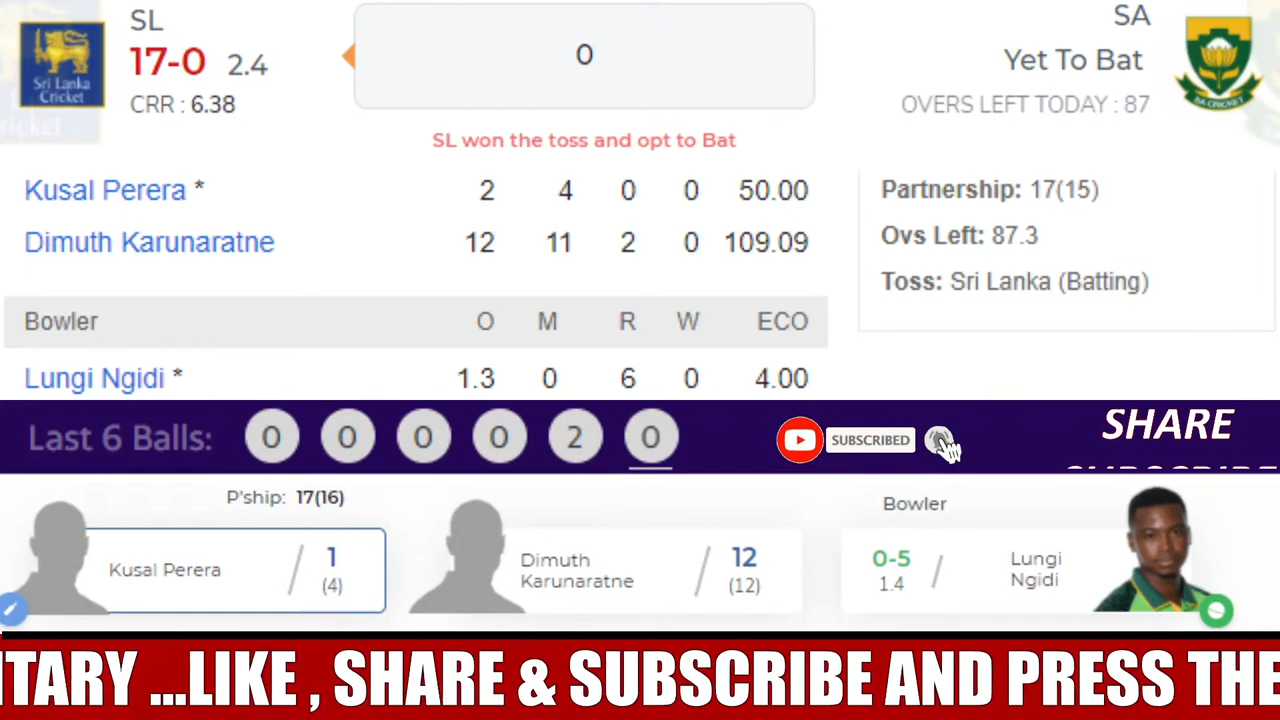 SL
17-0 2.4
CRR : 6.38
Sri Lanka
Cricket
0
SA
Yet To Bat
OVERS LEFT TODAY : 87
S.A. CRICKET
SL won the toss and opt to Bat
Kusal Perera * 2 4 0 0 50.00
Dimuth Karunaratne 12 11 2 0 109.09
Bowler O M R W ECO
Lungi Ngidi * 1.3 0 6 0 4.00
Partnership: 17(15)
Ovs Left: 87.3
Toss: Sri Lanka (Batting)
Last 6 Balls: 0 0 0 0 2 0
SUBSCRIBED
SHARE
P'ship: 17(16)
Kusal Perera 1 (4)
Dimuth Karunaratne 12 (12)
Bowler
0-5 1.4 Lungi Ngidi
ITARY ...LIKE , SHARE & SUBSCRIBE AND PRESS THE